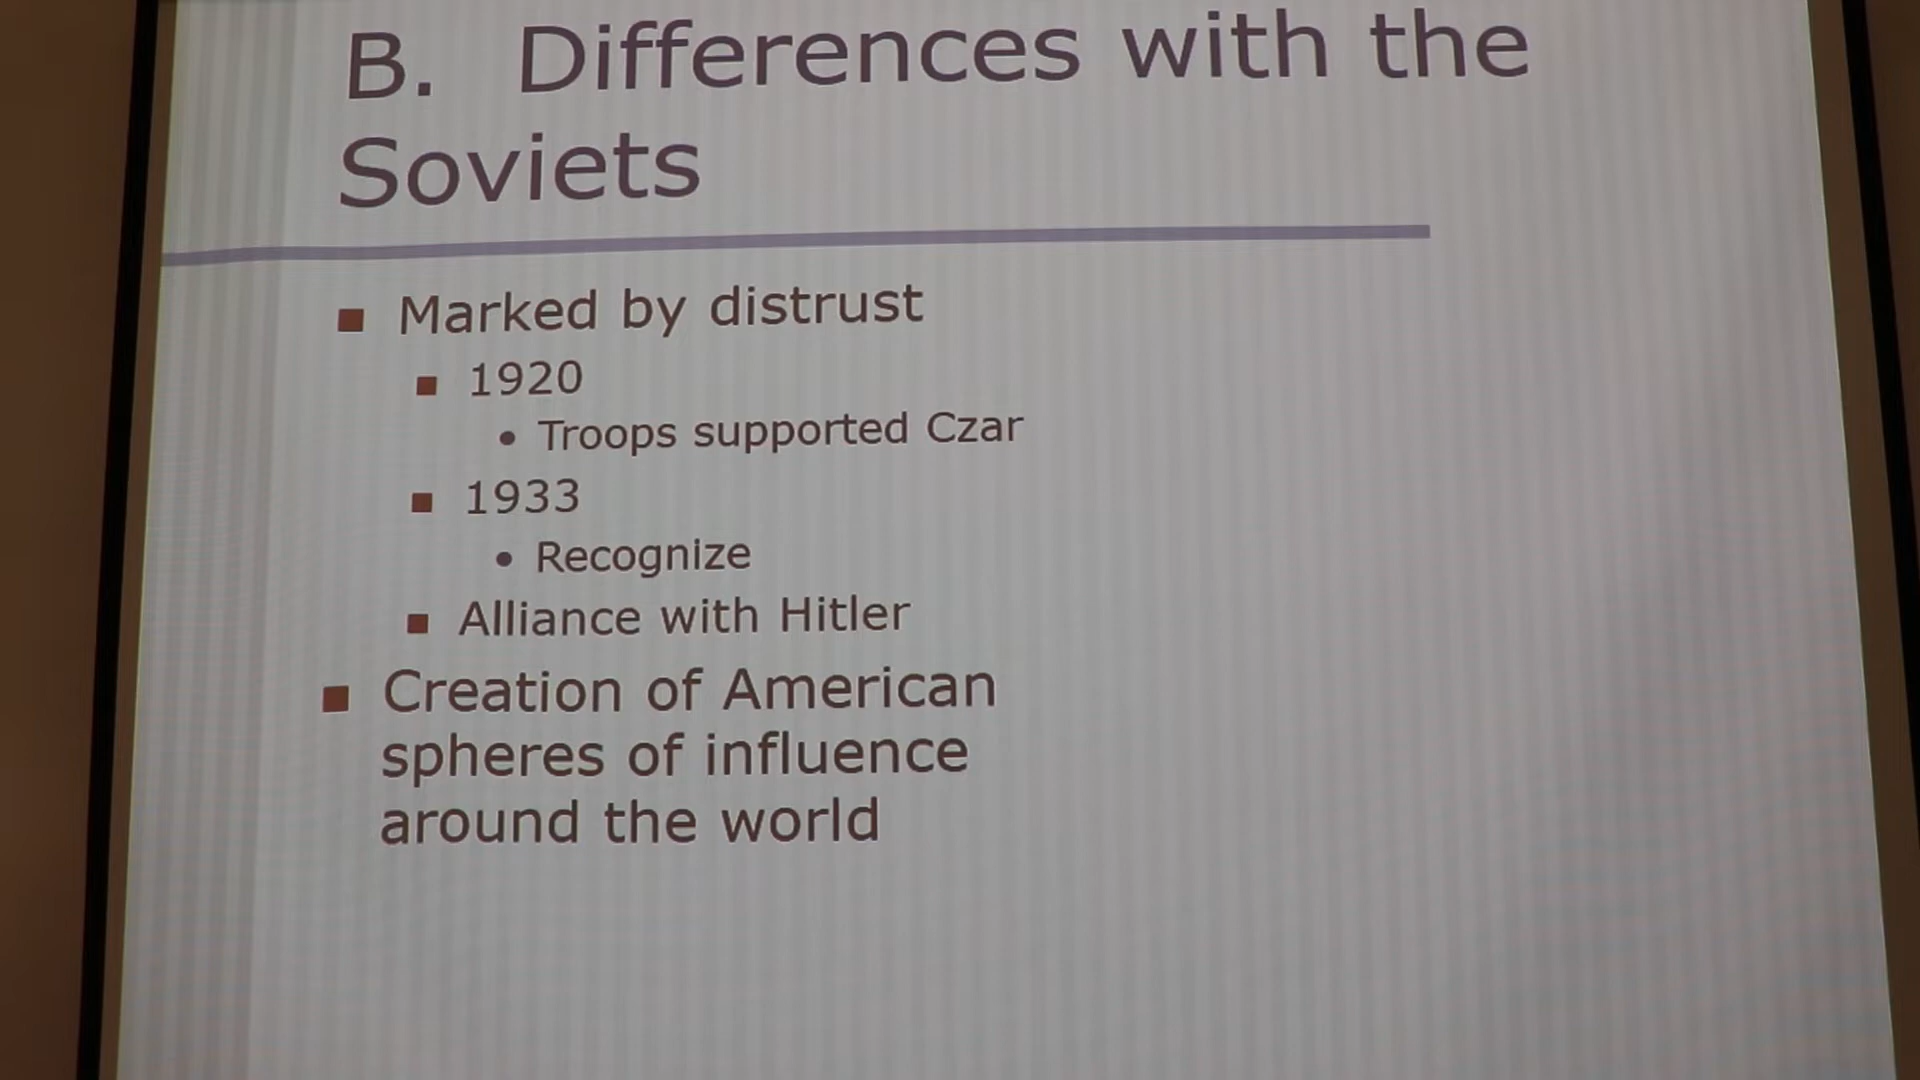 B. Differences with the
Soviets
Marked by distrust
1920
Troops supported Czar
1933
Recognize
Alliance with Hitler
Creation of American
spheres of influence
around the world